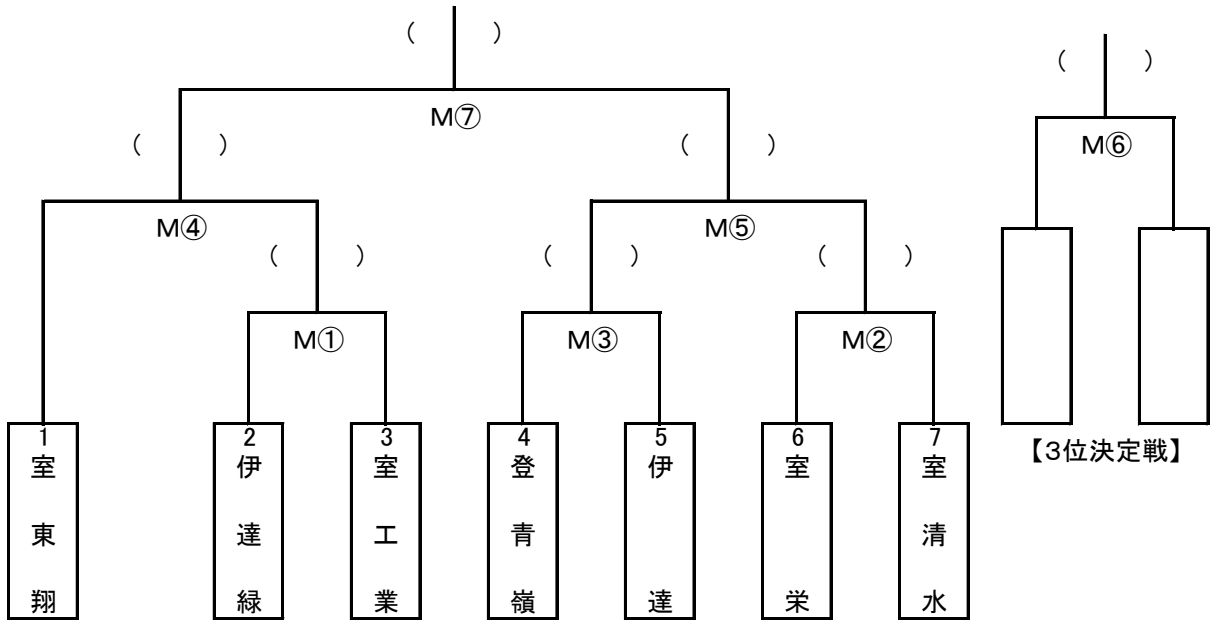 (　　)
(　　)
M⑦
M⑥
(　　)
(　　)
M④
M⑤
(　　)
(　　)
(　　)
M①
M③
M②
1
室東翔
2
伊達緑
3
室工業
4
登青嶺
5
伊達
6
室栄
7
室清水
【3位決定戦】